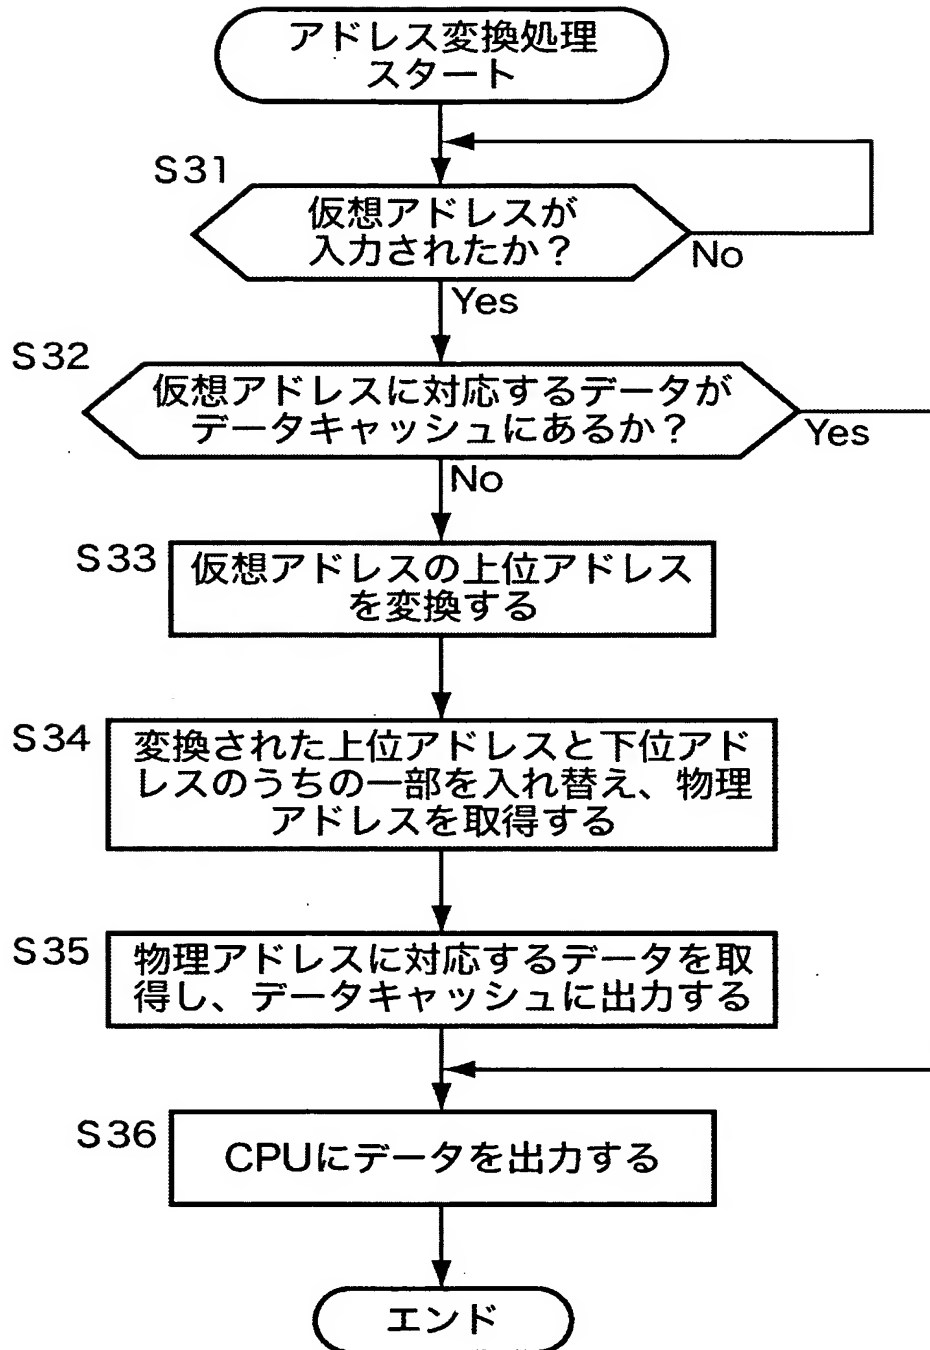 アドレス変換処理
スタート
S31
仮想アドレスが
入力されたか？
No
Yes
S32
仮想アドレスに対応するデータが
データキャッシュにあるか？
Yes
No
S33
仮想アドレスの上位アドレス
を変換する
S34
変換された上位アドレスと下位アド
レスのうちの一部を入れ替え、物理
アドレスを取得する
S35
物理アドレスに対応するデータを取
得し、データキャッシュに出力する
S36
CPUにデータを出力する
エンド